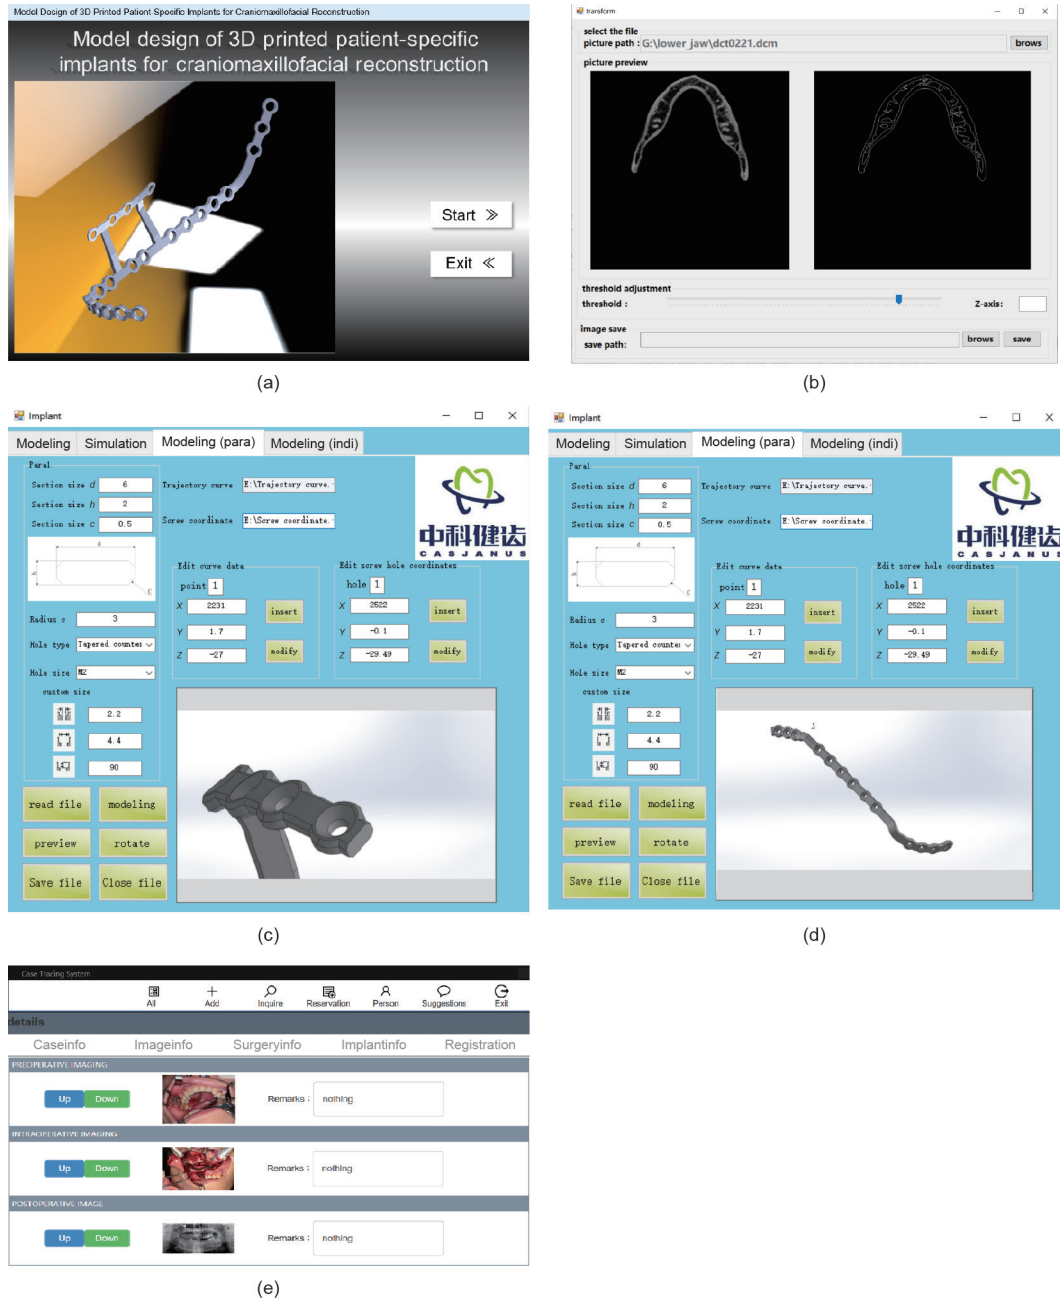 Model Design of 3D Printed Patient-Specific Implants for Craniomaxillofacial Reconstruction
Model design of 3D printed patient-specific
implants for craniomaxillofacial reconstruction
Start
Exit
(a)
transform
select the file
picture path : G:\lower jaw\dct0221.dcm brows
picture preview
threshold adjustment
threshold : Z-axis:
image save
save path: brows save
(b)
Implant
Modeling Simulation Modeling (para) Modeling (indi)
Para1
Section size d 6 Trajectory curve E:\Trajectory curve.
Section size h 2
Section size c 0.5 Screw coordinate E:\Screw coordinate.
中科健齿
CASJANUS
d
h
c
Edit curve data Edit screw hole coordinates
point 1 hole 1
X 2231 insert X 2522 insert
Radius c 3
Y 1.7 Y -0.1
Hole type Tapered counter
Z -27 modify Z -29.49 modify
Hole size M2
custom size
2.2
4.4
90
read file modeling
preview rotate
Save file Close file
(c)
Implant
Modeling Simulation Modeling (para) Modeling (indi)
Para1
Section size d 6 Trajectory curve E:\Trajectory curve.
Section size h 2
Section size c 0.5 Screw coordinate E:\Screw coordinate.
中科健齿
CASJANUS
d
h
c
Edit curve data Edit screw hole coordinates
point 1 hole 1
X 2231 insert X 2522 insert
Radius c 3
Y 1.7 Y -0.1
Hole type Tapered counter
Z -27 modify Z -29.49 modify
Hole size M2
custom size
2.2
4.4
90
read file modeling
preview rotate
Save file Close file
(d)
Case Tracing System
All Add Inquire Reservation Person Suggestions Exit
details
Caseinfo Imageinfo Surgeryinfo Implantinfo Registration
PREOPERATIVE IMAGING
Up Down Remarks : nothing
INTRAOPERATIVE IMAGING
Up Down Remarks : nothing
POSTOPERATIVE IMAGE
Up Down Remarks : nothing
(e)